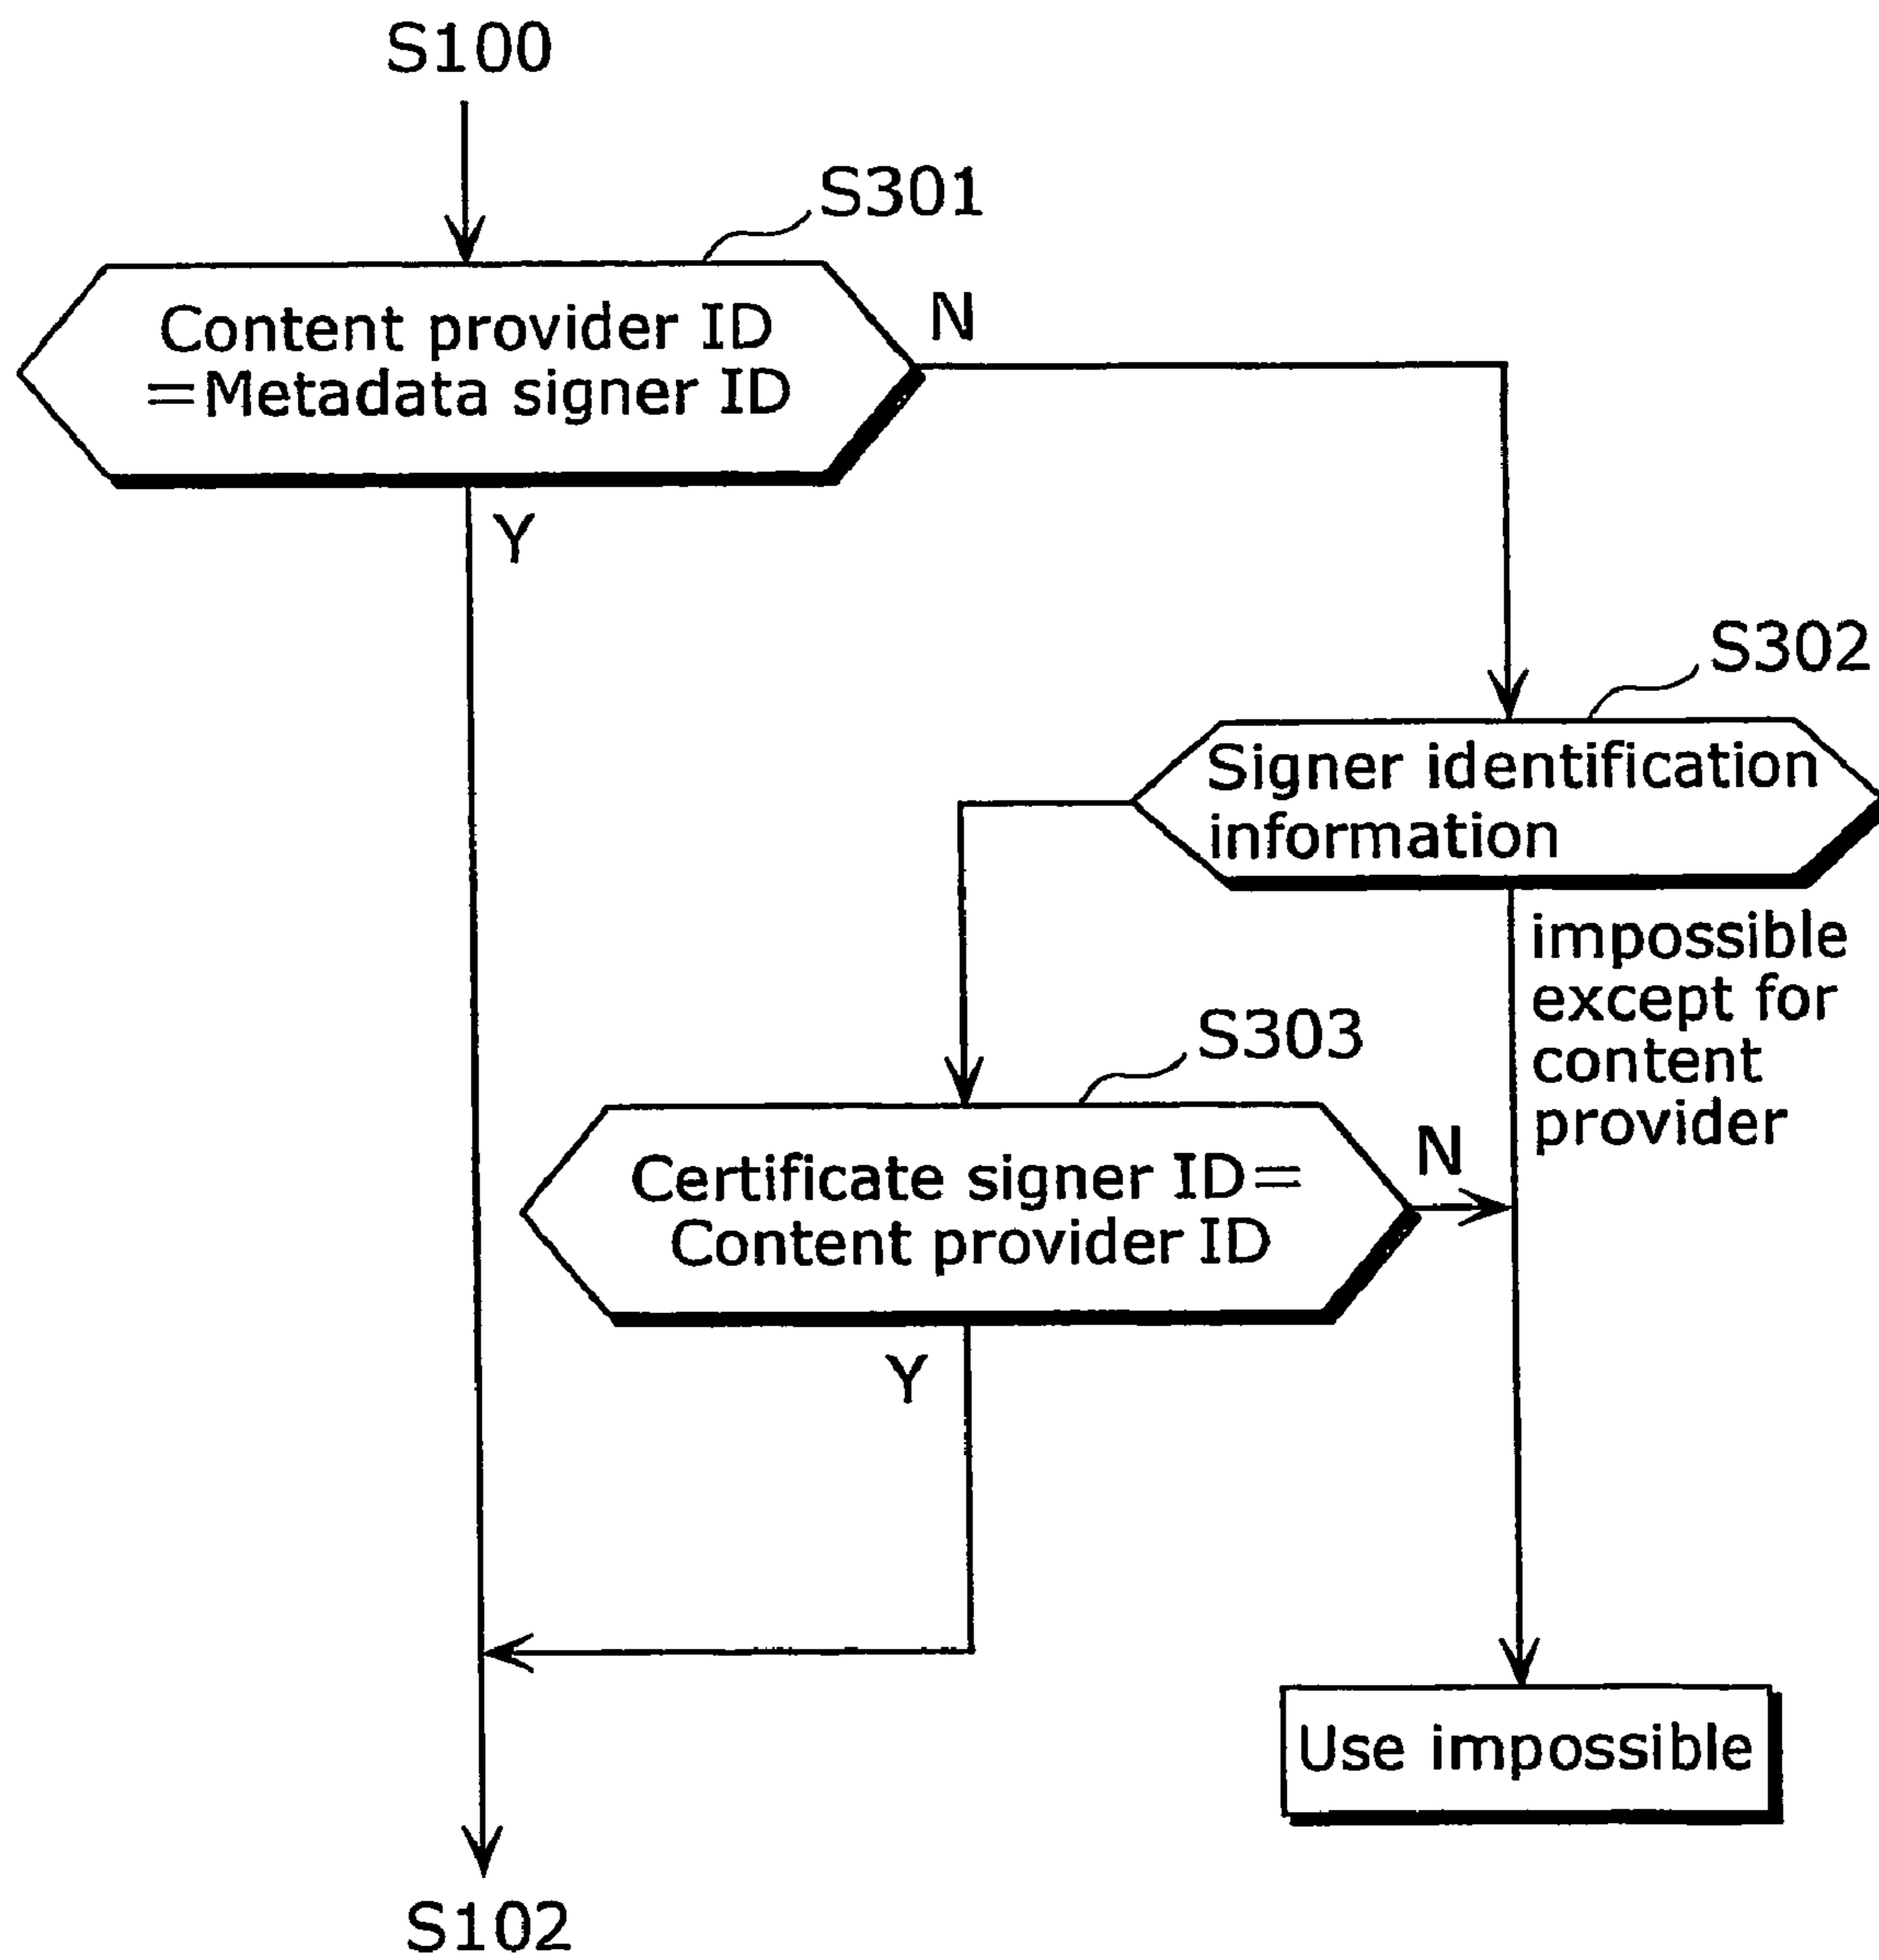 S100
S301
Content provider ID
=Metadata signer ID
N
Y
S302
Signer identification
information
impossible
except for
content
provider
S303
Certificate signer ID=
Content provider ID
N
Y
Use impossible
S102